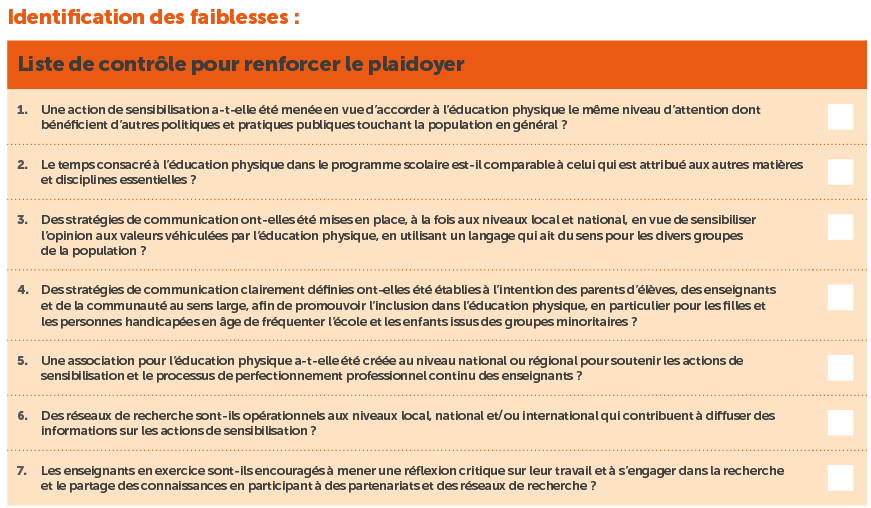 Identification des faiblesses :
Liste de contrôle pour renforcer le plaidoyer
1. Une action de sensibilisation a-t-elle été menée en vue d'accorder à l'éducation physique le même niveau d'attention dont
bénéficient d'autres politiques et pratiques publiques touchant la population en général ?
2. Le temps consacré à l'éducation physique dans le programme scolaire est-il comparable à celui qui est attribué aux autres matières
et disciplines essentielles ?
3. Des stratégies de communication ont-elles été mises en place, à la fois aux niveaux local et national, en vue de sensibiliser
l'opinion aux valeurs véhiculées par l'éducation physique, en utilisant un langage qui ait du sens pour les divers groupes
de la population ?
4. Des stratégies de communication clairement définies ont-elles été établies à l'intention des parents d'élèves, des enseignants
et de la communauté au sens large, afin de promouvoir l'inclusion dans l'éducation physique, en particulier pour les filles et
les personnes handicapées en âge de fréquenter l'école et les enfants issus des groupes minoritaires ?
5. Une association pour l'éducation physique a-t-elle été créée au niveau national ou régional pour soutenir les actions de
sensibilisation et le processus de perfectionnement professionnel continu des enseignants ?
6. Des réseaux de recherche sont-ils opérationnels aux niveaux local, national et/ou international qui contribuent à diffuser des
informations sur les actions de sensibilisation ?
7. Les enseignants en exercice sont-ils encouragés à mener une réflexion critique sur leur travail et à s'engager dans la recherche
et le partage des connaissances en participant à des partenariats et des réseaux de recherche ?